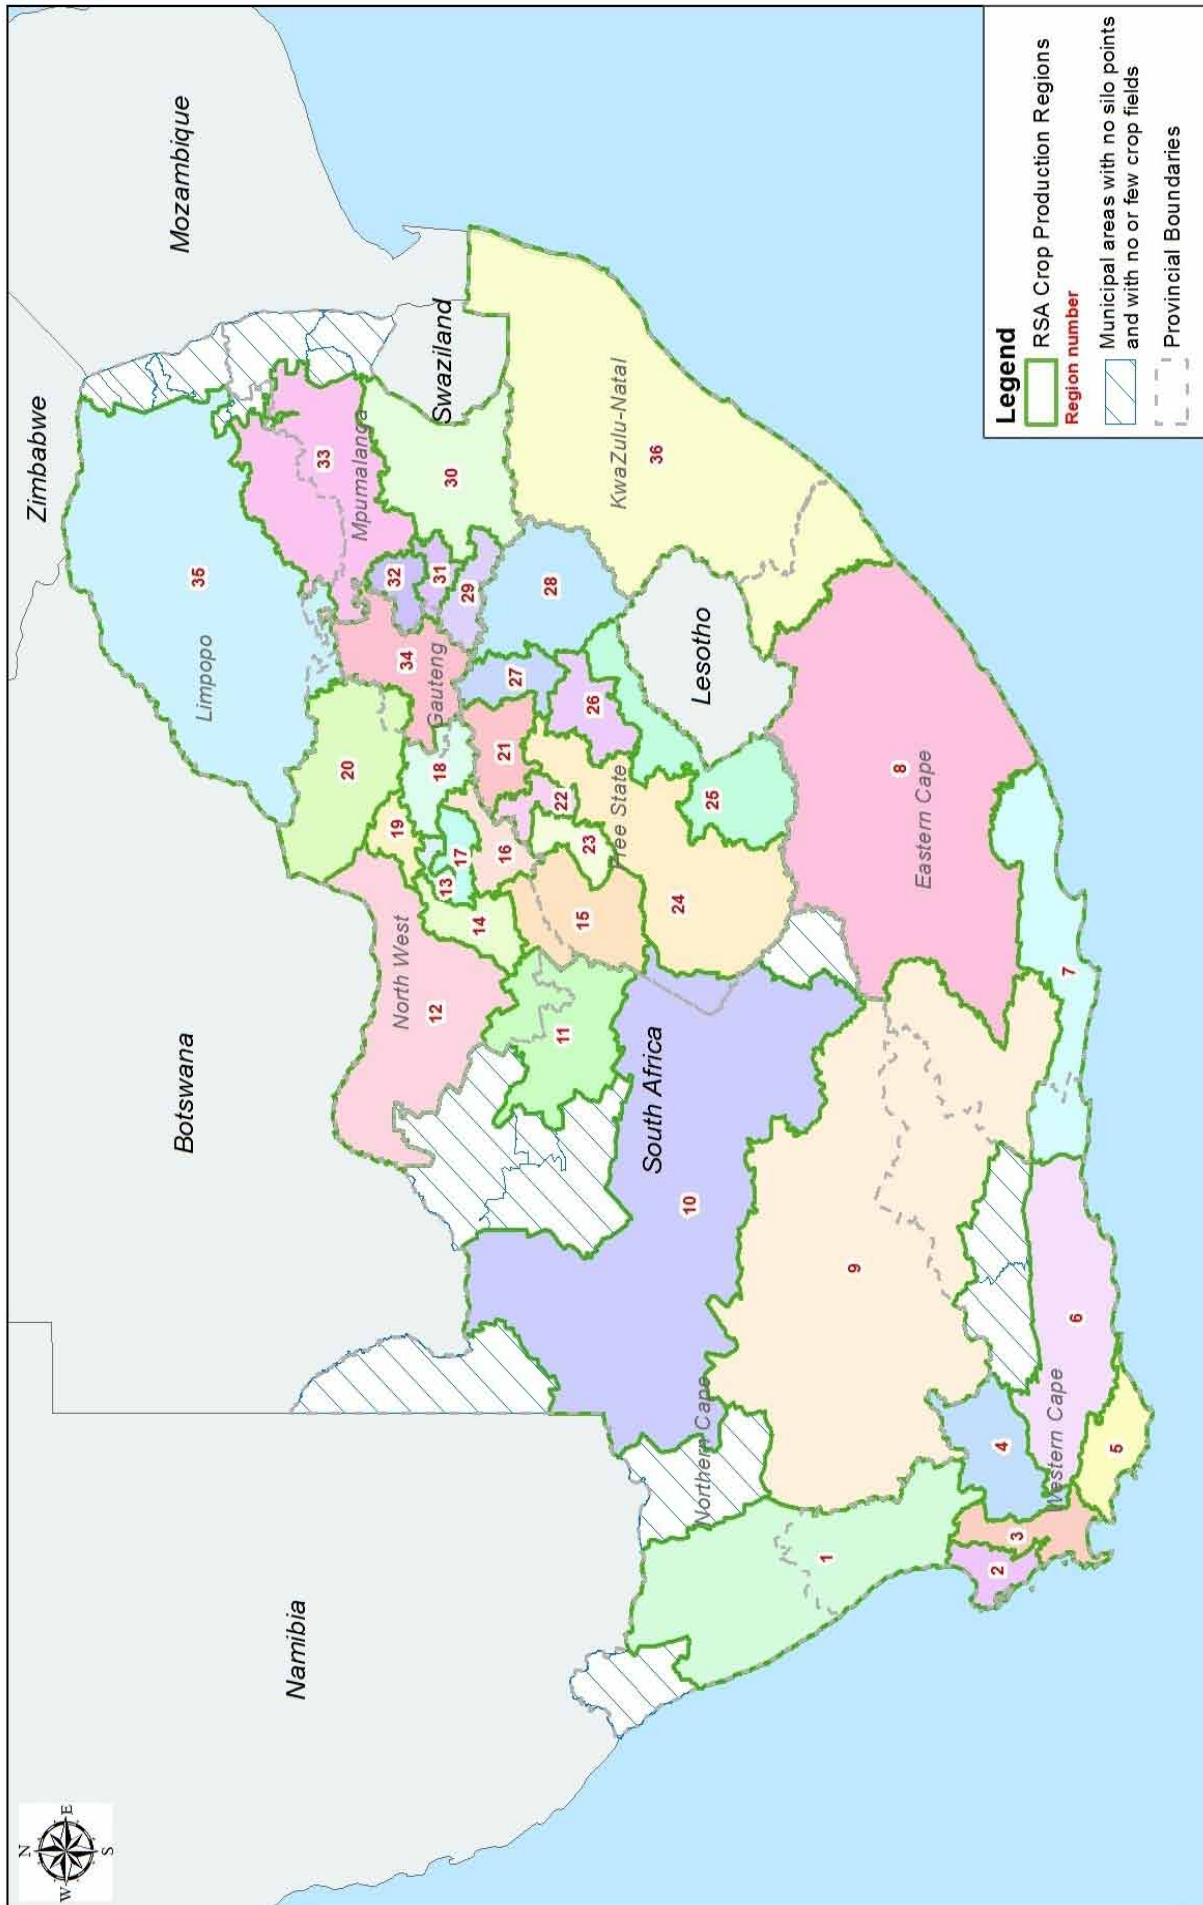 N
W
E
S
Zimbabwe
Mozambique
Botswana
Namibia
Swaziland
Lesotho
South Africa
Limpopo
Mpumalanga
Gauteng
North West
Free State
KwaZulu-Natal
Northern Cape
Eastern Cape
Western Cape
1
2
3
4
5
6
7
8
9
10
11
12
13
14
15
16
17
18
19
20
21
22
23
24
25
26
27
28
29
30
31
32
33
34
35
36
Legend
RSA Crop Production Regions
Region number
Municipal areas with no silo points
and with no or few crop fields
Provincial Boundaries